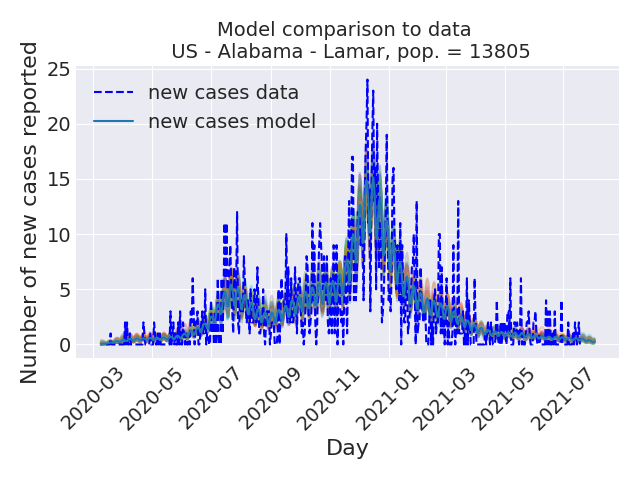 Model comparison to data
US - Alabama - Lamar, pop. = 13805
Number of new cases reported
25
20
15
10
5
0
new cases data
new cases model
2020-03
2020-05
2020-07
2020-09
2020-11
2021-01
2021-03
2021-05
2021-07
Day